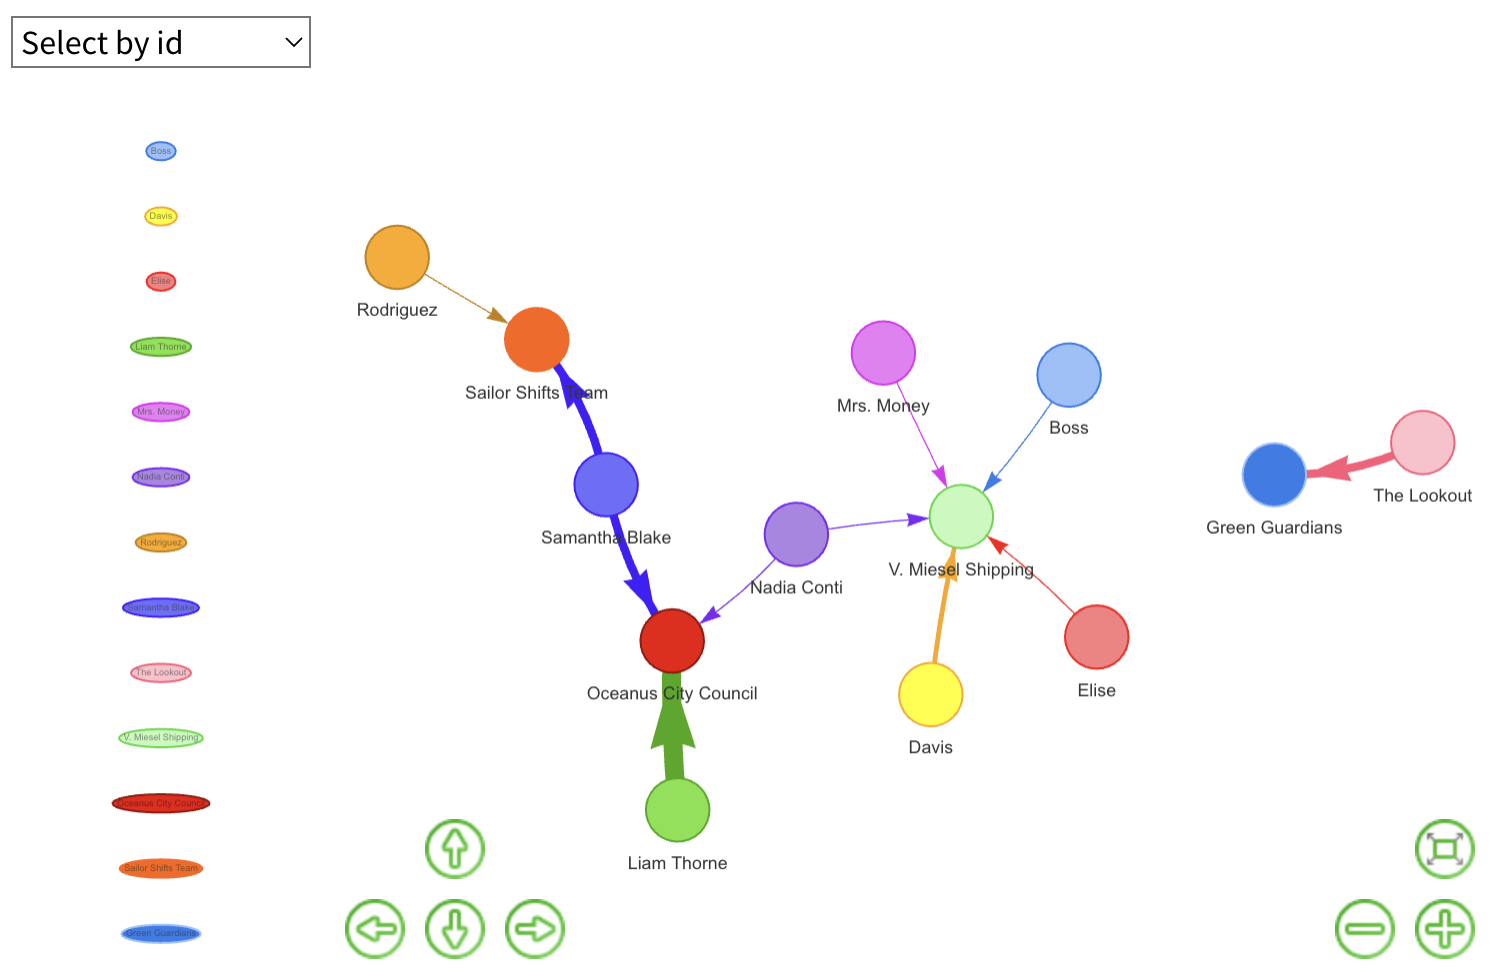 Select by id
Boss
Davis
Elise
Liam Thorne
Mrs. Money
Nadia Conti
Rodriguez
Samantha Blake
The Lookout
V. Miesel Shipping
Oceanus City Council
Sailor Shifts Team
Green Guardians
Rodriguez
Sailor Shifts Team
Mrs. Money
Boss
The Lookout
Green Guardians
Samantha Blake
V. Miesel Shipping
Nadia Conti
Oceanus City Council
Elise
Davis
Liam Thorne